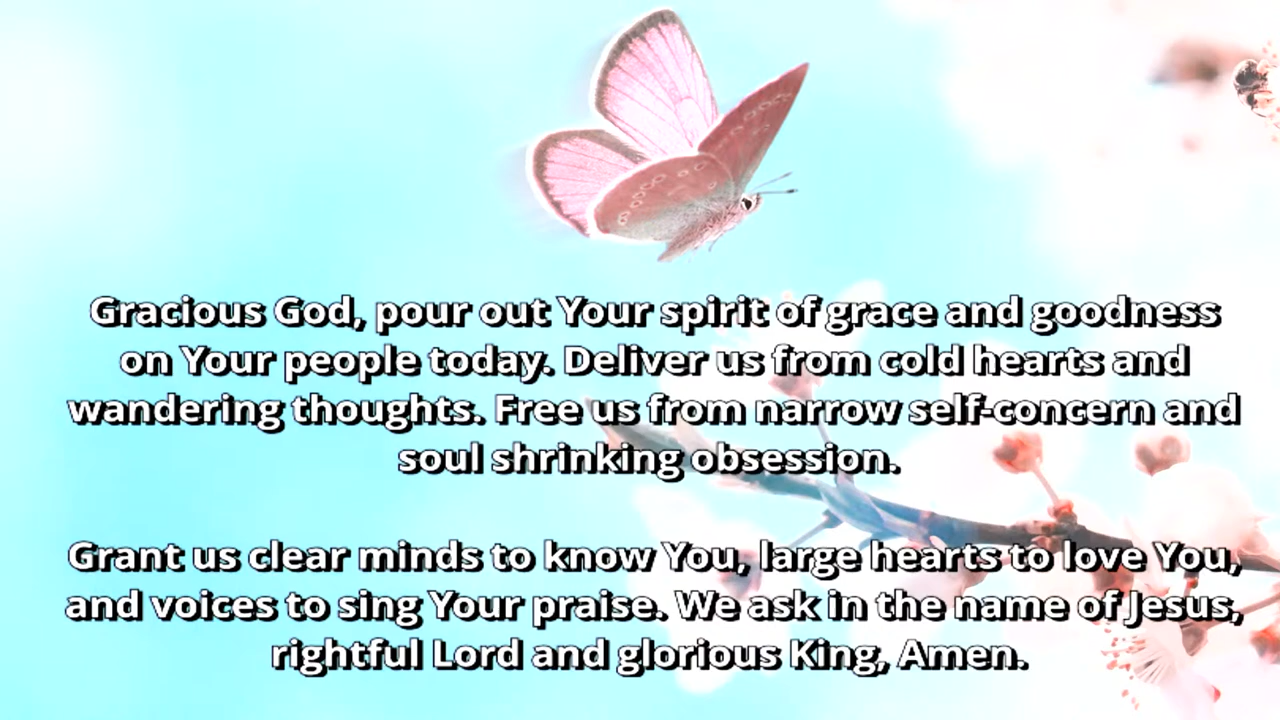 Gracious God, pour out Your spirit of grace and goodness
on Your people today. Deliver us from cold hearts and
wandering thoughts. Free us from narrow self-concern and
soul shrinking obsession.
Grant us clear minds to know You, large hearts to love You,
and voices to sing Your praise. We ask in the name of Jesus,
rightful Lord and glorious King, Amen.